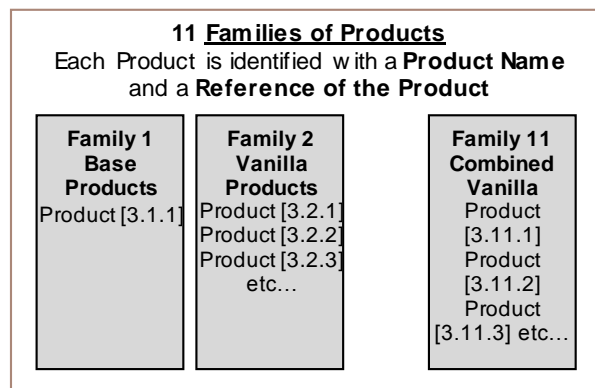 11 Families of Products
Each Product is identified with a Product Name
and a Reference of the Product
Family 1
Base
Products
Product [3.1.1]
Family 2
Vanilla
Products
Product [3.2.1]
Product [3.2.2]
Product [3.2.3]
etc…
Family 11
Combined
Vanilla
Product
[3.11.1]
Product
[3.11.2]
Product
[3.11.3] etc…